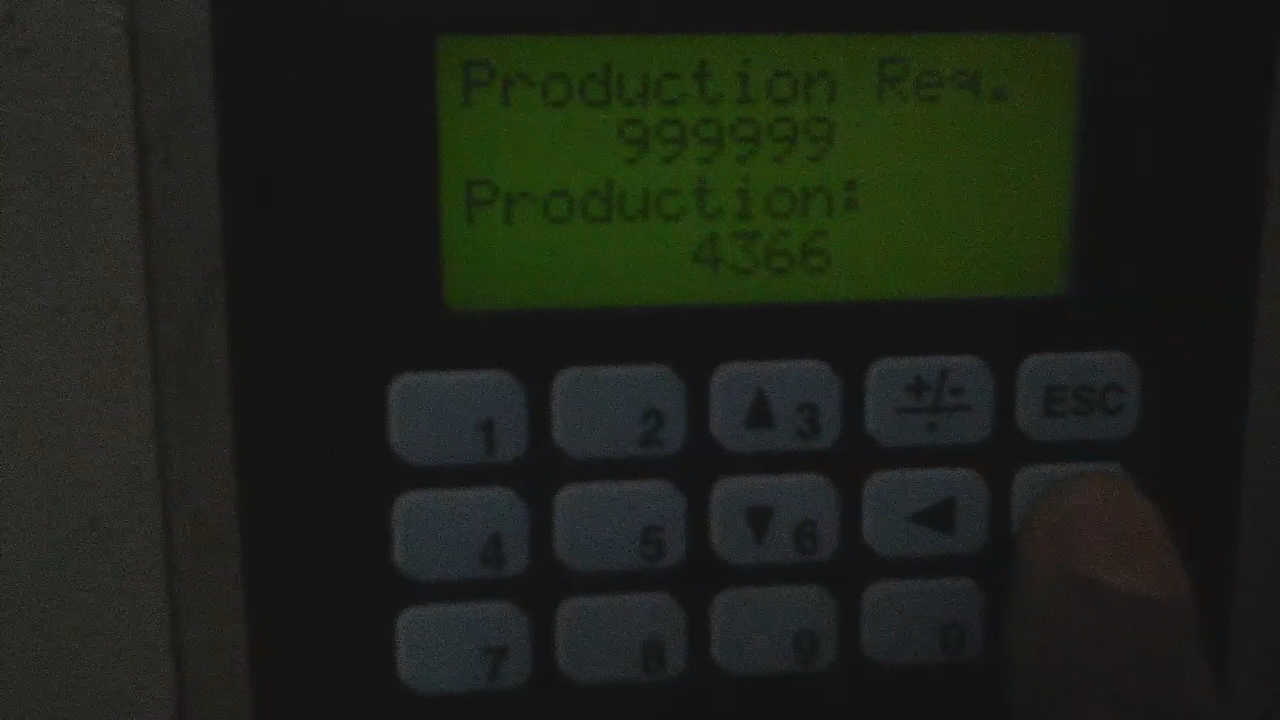 Production Req.
999999
Production:
4366
1 2 3 +/- ESC
4 5 6
7 8 9 0